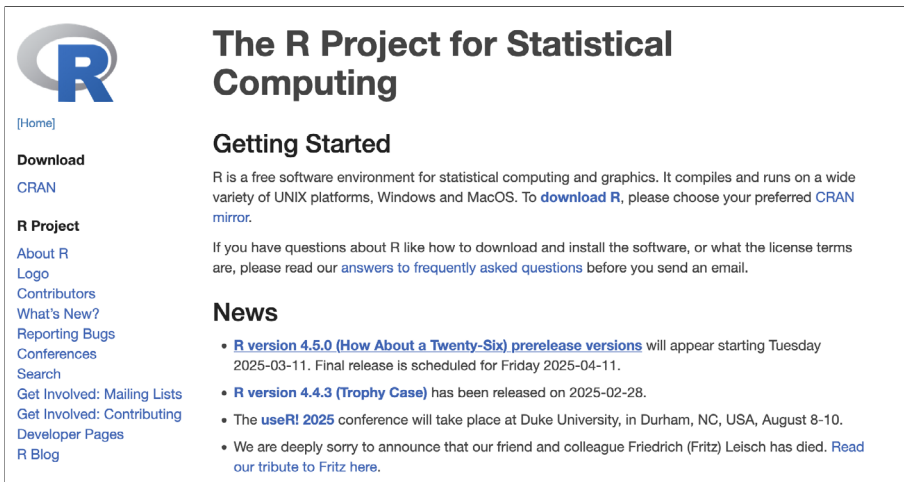 R
[Home]
Download
CRAN
R Project
About R
Logo
Contributors
What's New?
Reporting Bugs
Conferences
Search
Get Involved: Mailing Lists
Get Involved: Contributing
Developer Pages
R Blog
The R Project for Statistical
Computing
Getting Started
R is a free software environment for statistical computing and graphics. It compiles and runs on a wide
variety of UNIX platforms, Windows and MacOS. To download R, please choose your preferred CRAN
mirror.
If you have questions about R like how to download and install the software, or what the license terms
are, please read our answers to frequently asked questions before you send an email.
News
• R version 4.5.0 (How About a Twenty-Six) prerelease versions will appear starting Tuesday
2025-03-11. Final release is scheduled for Friday 2025-04-11.
• R version 4.4.3 (Trophy Case) has been released on 2025-02-28.
• The useR! 2025 conference will take place at Duke University, in Durham, NC, USA, August 8-10.
• We are deeply sorry to announce that our friend and colleague Friedrich (Fritz) Leisch has died. Read
our tribute to Fritz here.